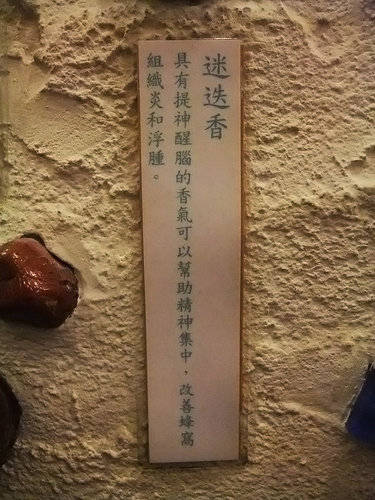 迷迭香
具有提神醒腦的香氣可以幫助精神集中，改善蜂窩
組織炎和浮腫。